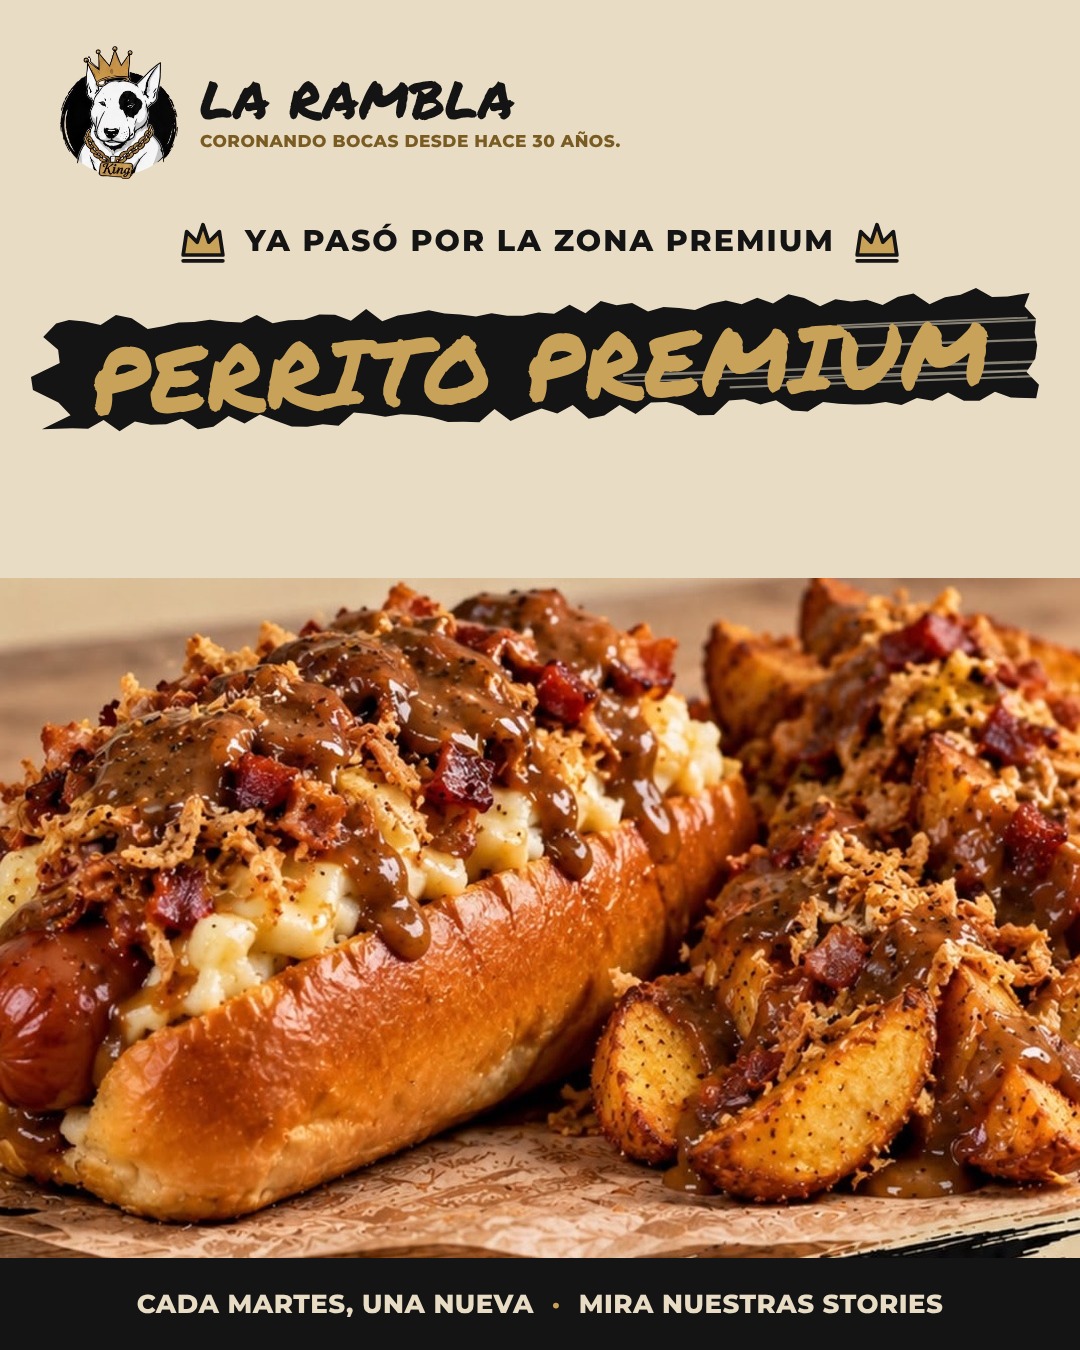 LA RAMBLA
CORONANDO BOCAS DESDE HACE 30 AÑOS.
King
YA PASÓ POR LA ZONA PREMIUM
PERRITO PREMIUM
CADA MARTES, UNA NUEVA · MIRA NUESTRAS STORIES